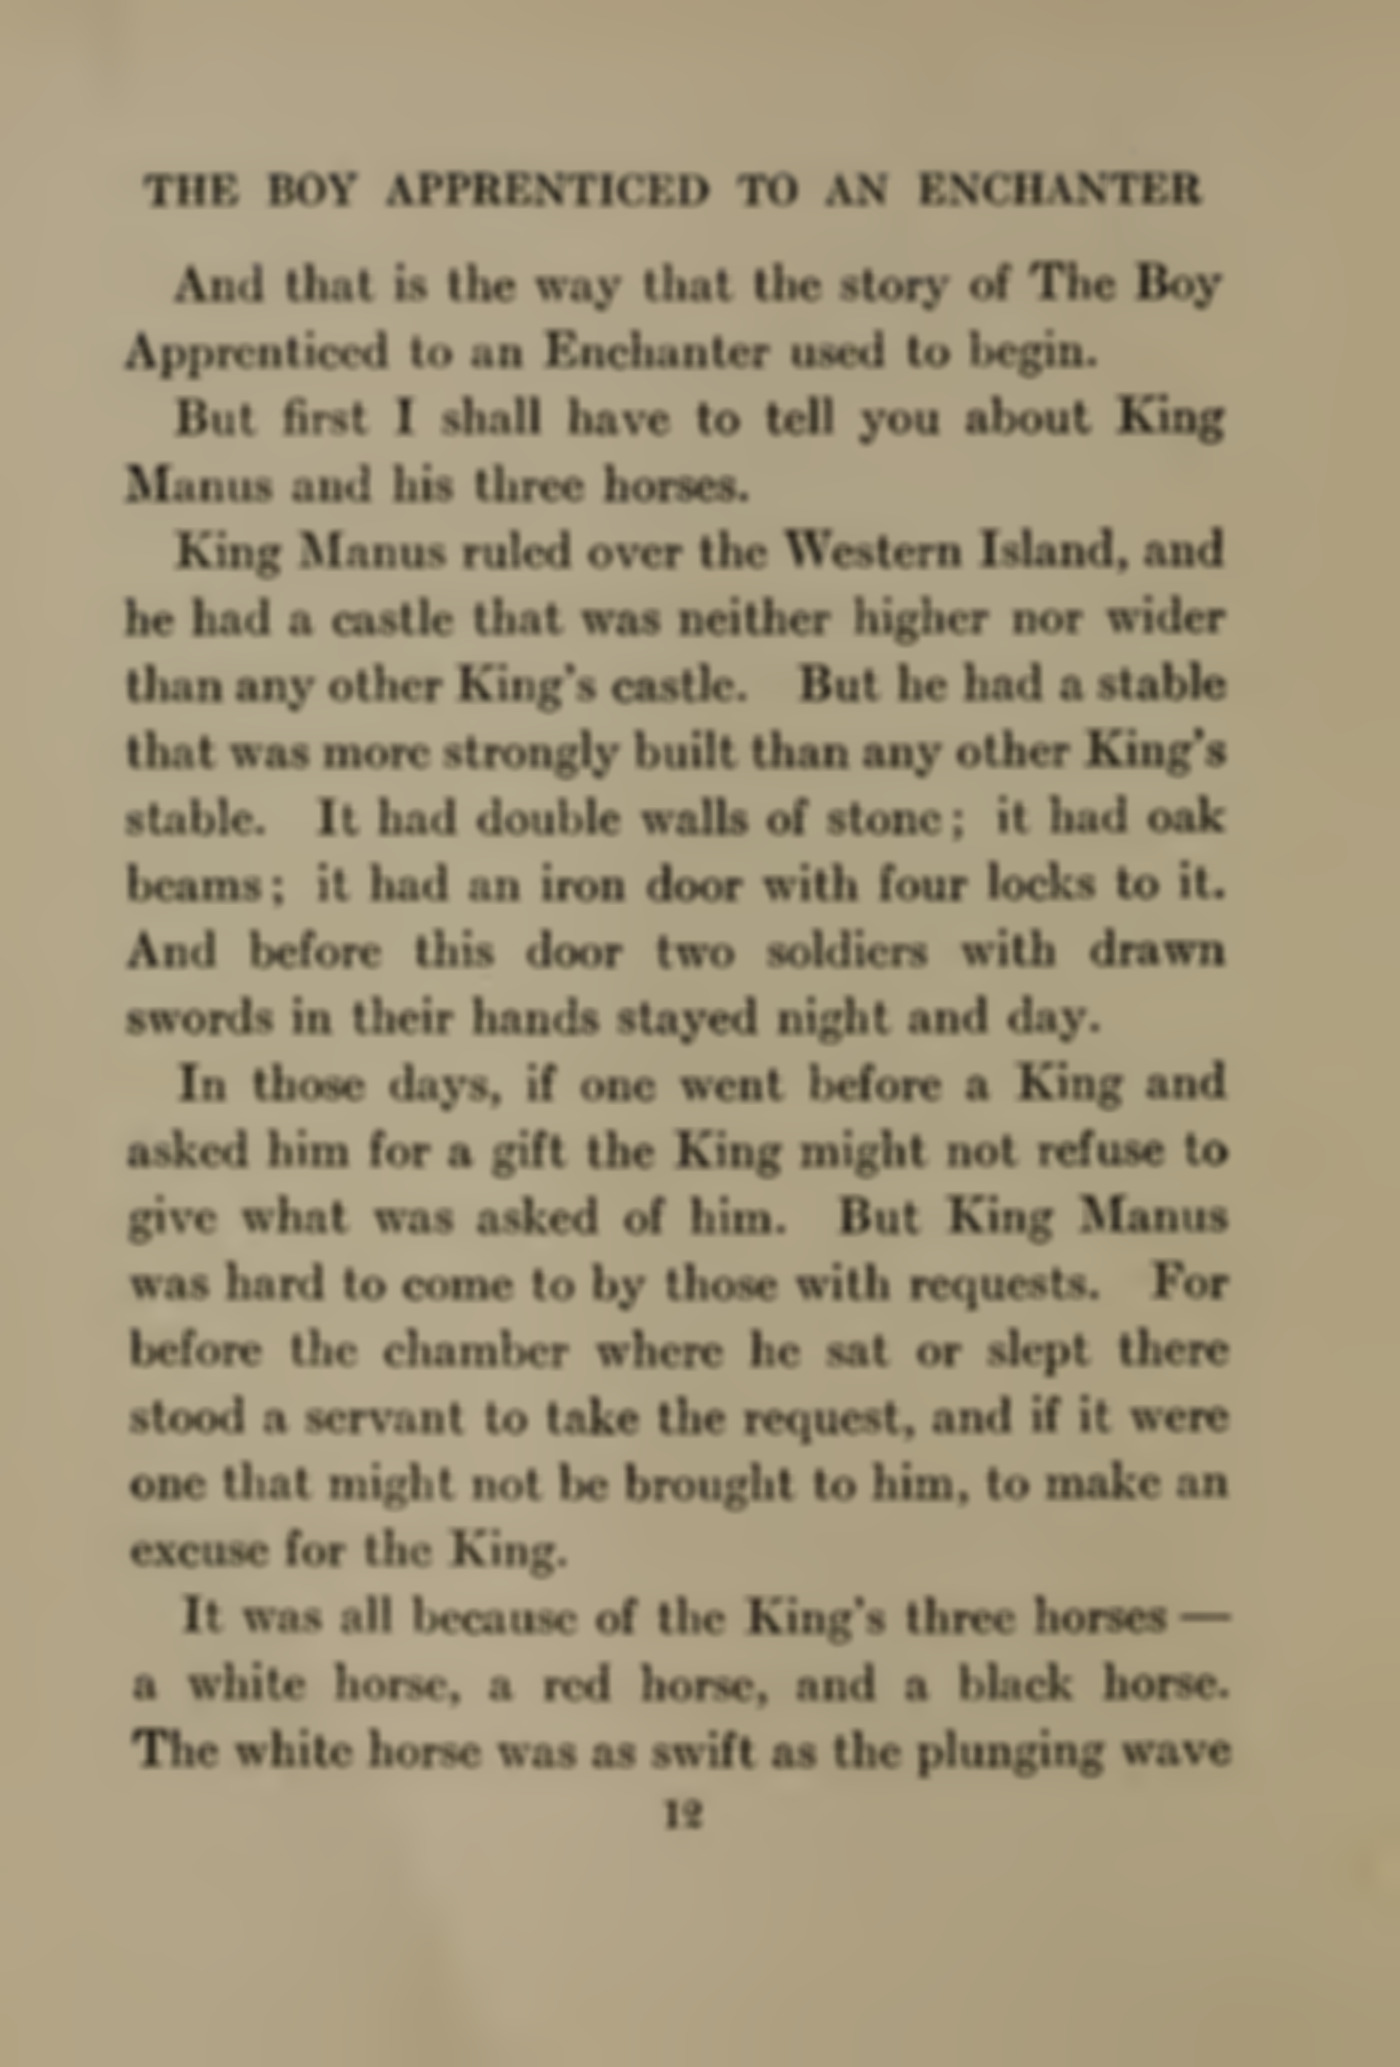 THE BOY APPRENTICED TO AN ENCHANTER
And that is the way that the story of The Boy
Apprenticed to an Enchanter used to begin.
But first I shall have to tell you about King
Manus and his three horses.
King Manus ruled over the Western Island, and
he had a castle that was neither higher nor wider
than any other King's castle. But he had a stable
that was more strongly built than any other King's
stable. It had double walls of stone; it had oak
beams; it had an iron door with four locks to it.
And before this door two soldiers with drawn
swords in their hands stayed night and day.
In those days, if one went before a King and
asked him for a gift the King might not refuse to
give what was asked of him. But King Manus
was hard to come to by those with requests. For
before the chamber where he sat or slept there
stood a servant to take the request, and if it were
one that might not be brought to him, to make an
excuse for the King.
It was all because of the King's three horses —
a white horse, a red horse, and a black horse.
The white horse was as swift as the plunging wave
12